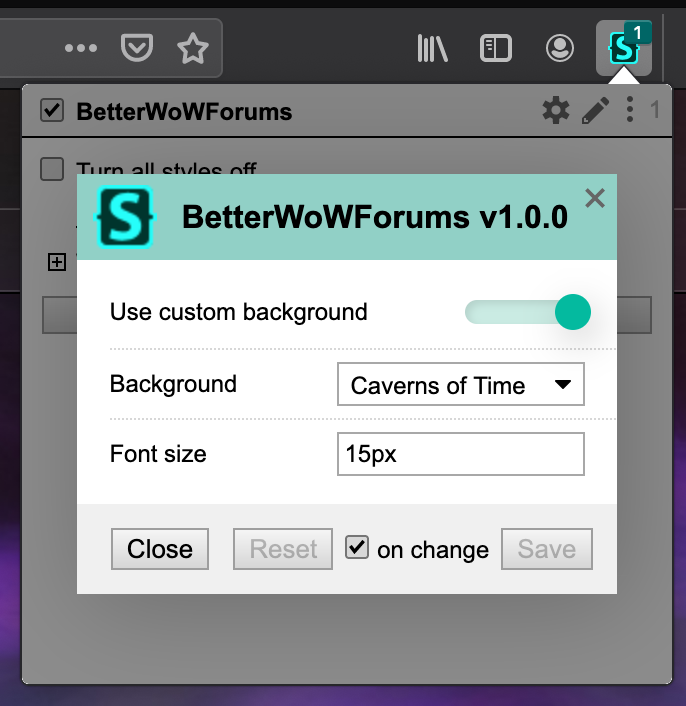 1
BetterWoWForums
1
Turn all styles off
S
BetterWoWForums v1.0.0
Use custom background
Background
Caverns of Time
Font size
15px
Close
Reset
on change
Save